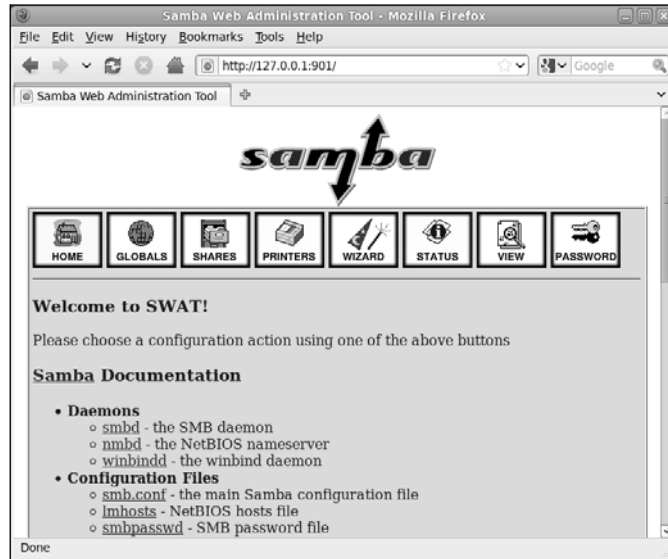 Samba Web Administration Tool - Mozilla Firefox
File Edit View History Bookmarks Tools Help
http://127.0.0.1:901/
Google
Samba Web Administration Tool
samba
HOME GLOBALS SHARES PRINTERS WIZARD STATUS VIEW PASSWORD
Welcome to SWAT!
Please choose a configuration action using one of the above buttons
Samba Documentation
• Daemons
◦ smbd - the SMB daemon
◦ nmbd - the NetBIOS nameserver
◦ winbindd - the winbind daemon
• Configuration Files
◦ smb.conf - the main Samba configuration file
◦ lmhosts - NetBIOS hosts file
◦ smbpasswd - SMB password file
Done